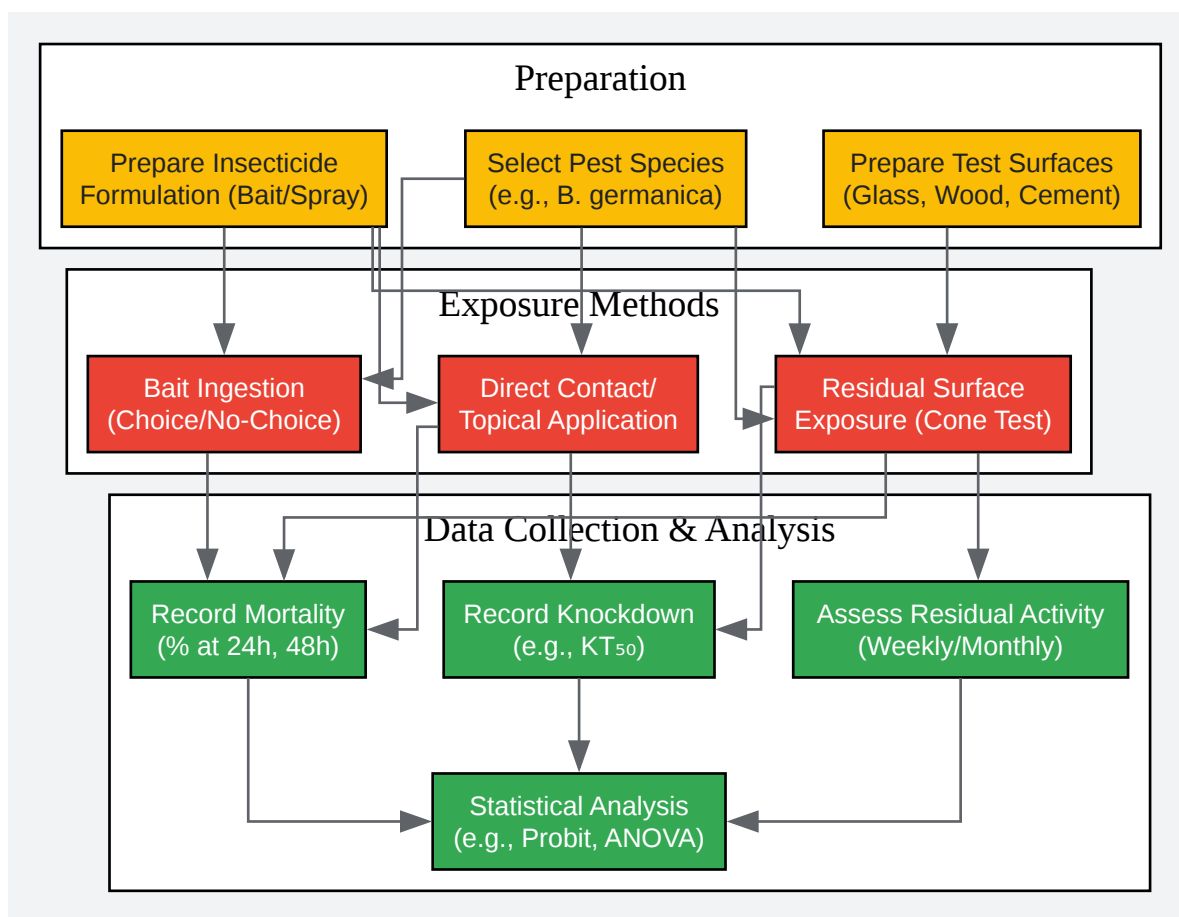 Preparation
Prepare Insecticide
Formulation (Bait/Spray)
Select Pest Species
(e.g., B. germanica)
Prepare Test Surfaces
(Glass, Wood, Cement)
Exposure Methods
Bait Ingestion
(Choice/No-Choice)
Direct Contact/
Topical Application
Residual Surface
Exposure (Cone Test)
Data Collection & Analysis
Record Mortality
(% at 24h, 48h)
Record Knockdown
(e.g., KT₅₀)
Assess Residual Activity
(Weekly/Monthly)
Statistical Analysis
(e.g., Probit, ANOVA)